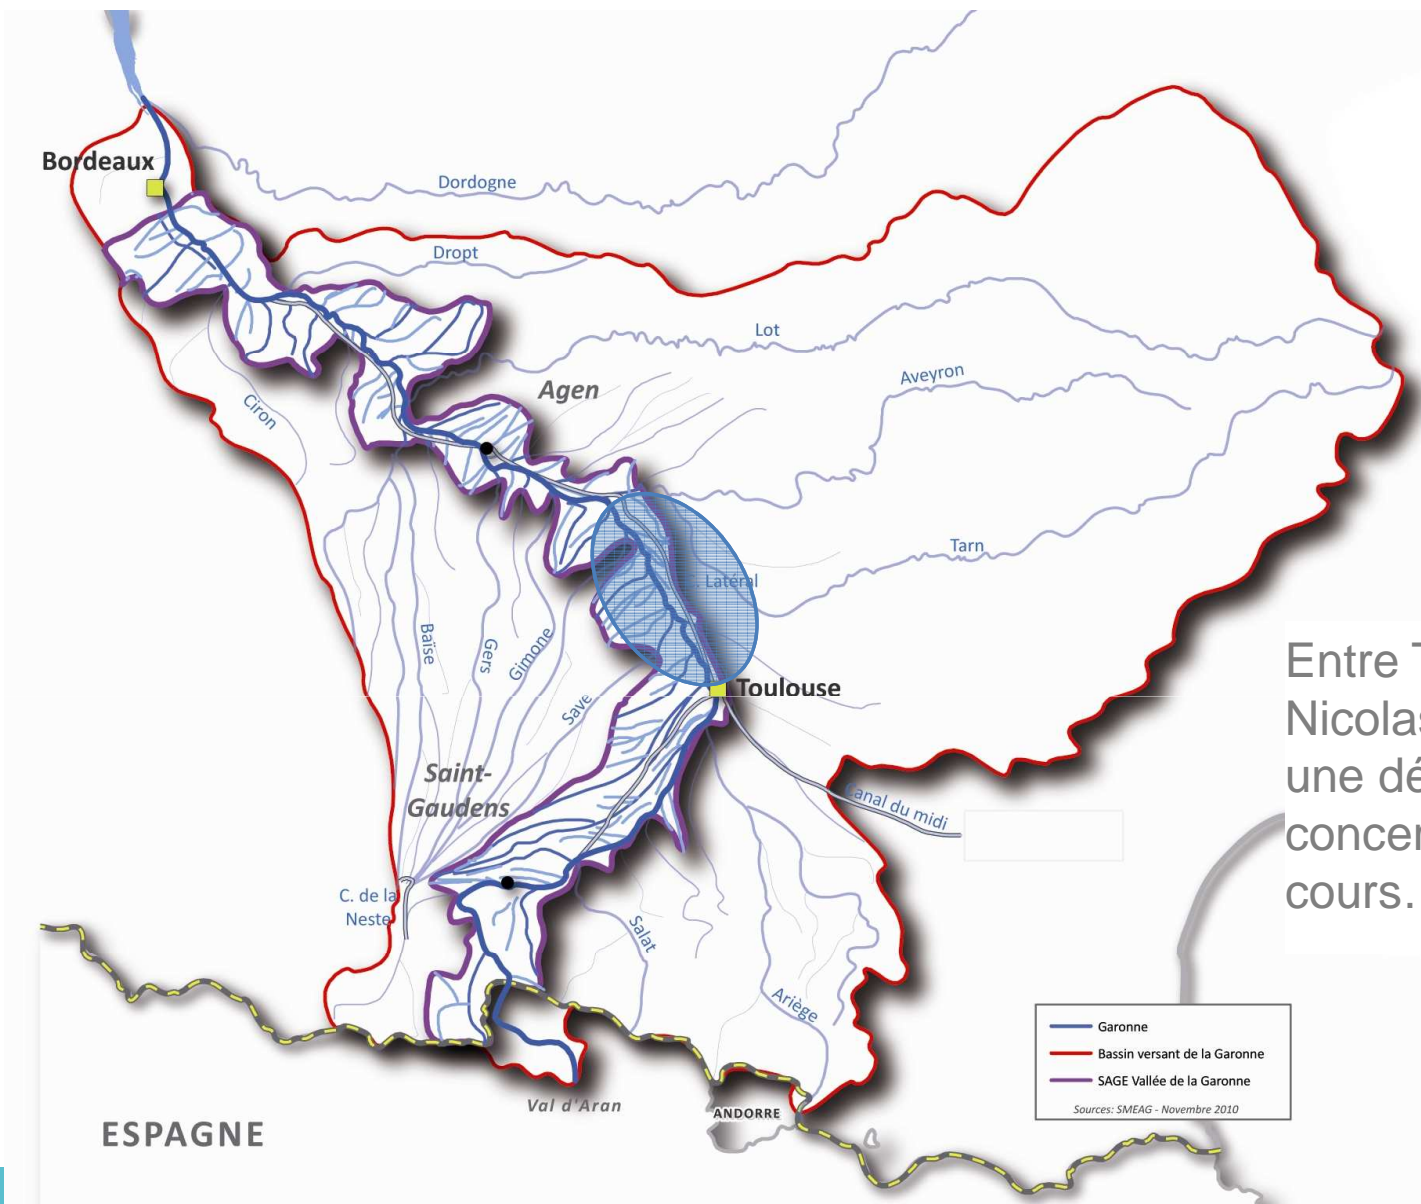 Bordeaux
Dordogne
Dropt
Lot
Aveyron
Agen
Ciron
Tarn
Latéral
Baïse
Gers
Gimone
Save
Toulouse
Saint-
Gaudens
Canal du midi
C. de la
Neste
Salat
Ariège
Val d'Aran
ANDORRE
ESPAGNE
Entre T
Nicolas
une dé
concer
cours.
Garonne
Bassin versant de la Garonne
SAGE Vallée de la Garonne
Sources: SMEAG - Novembre 2010